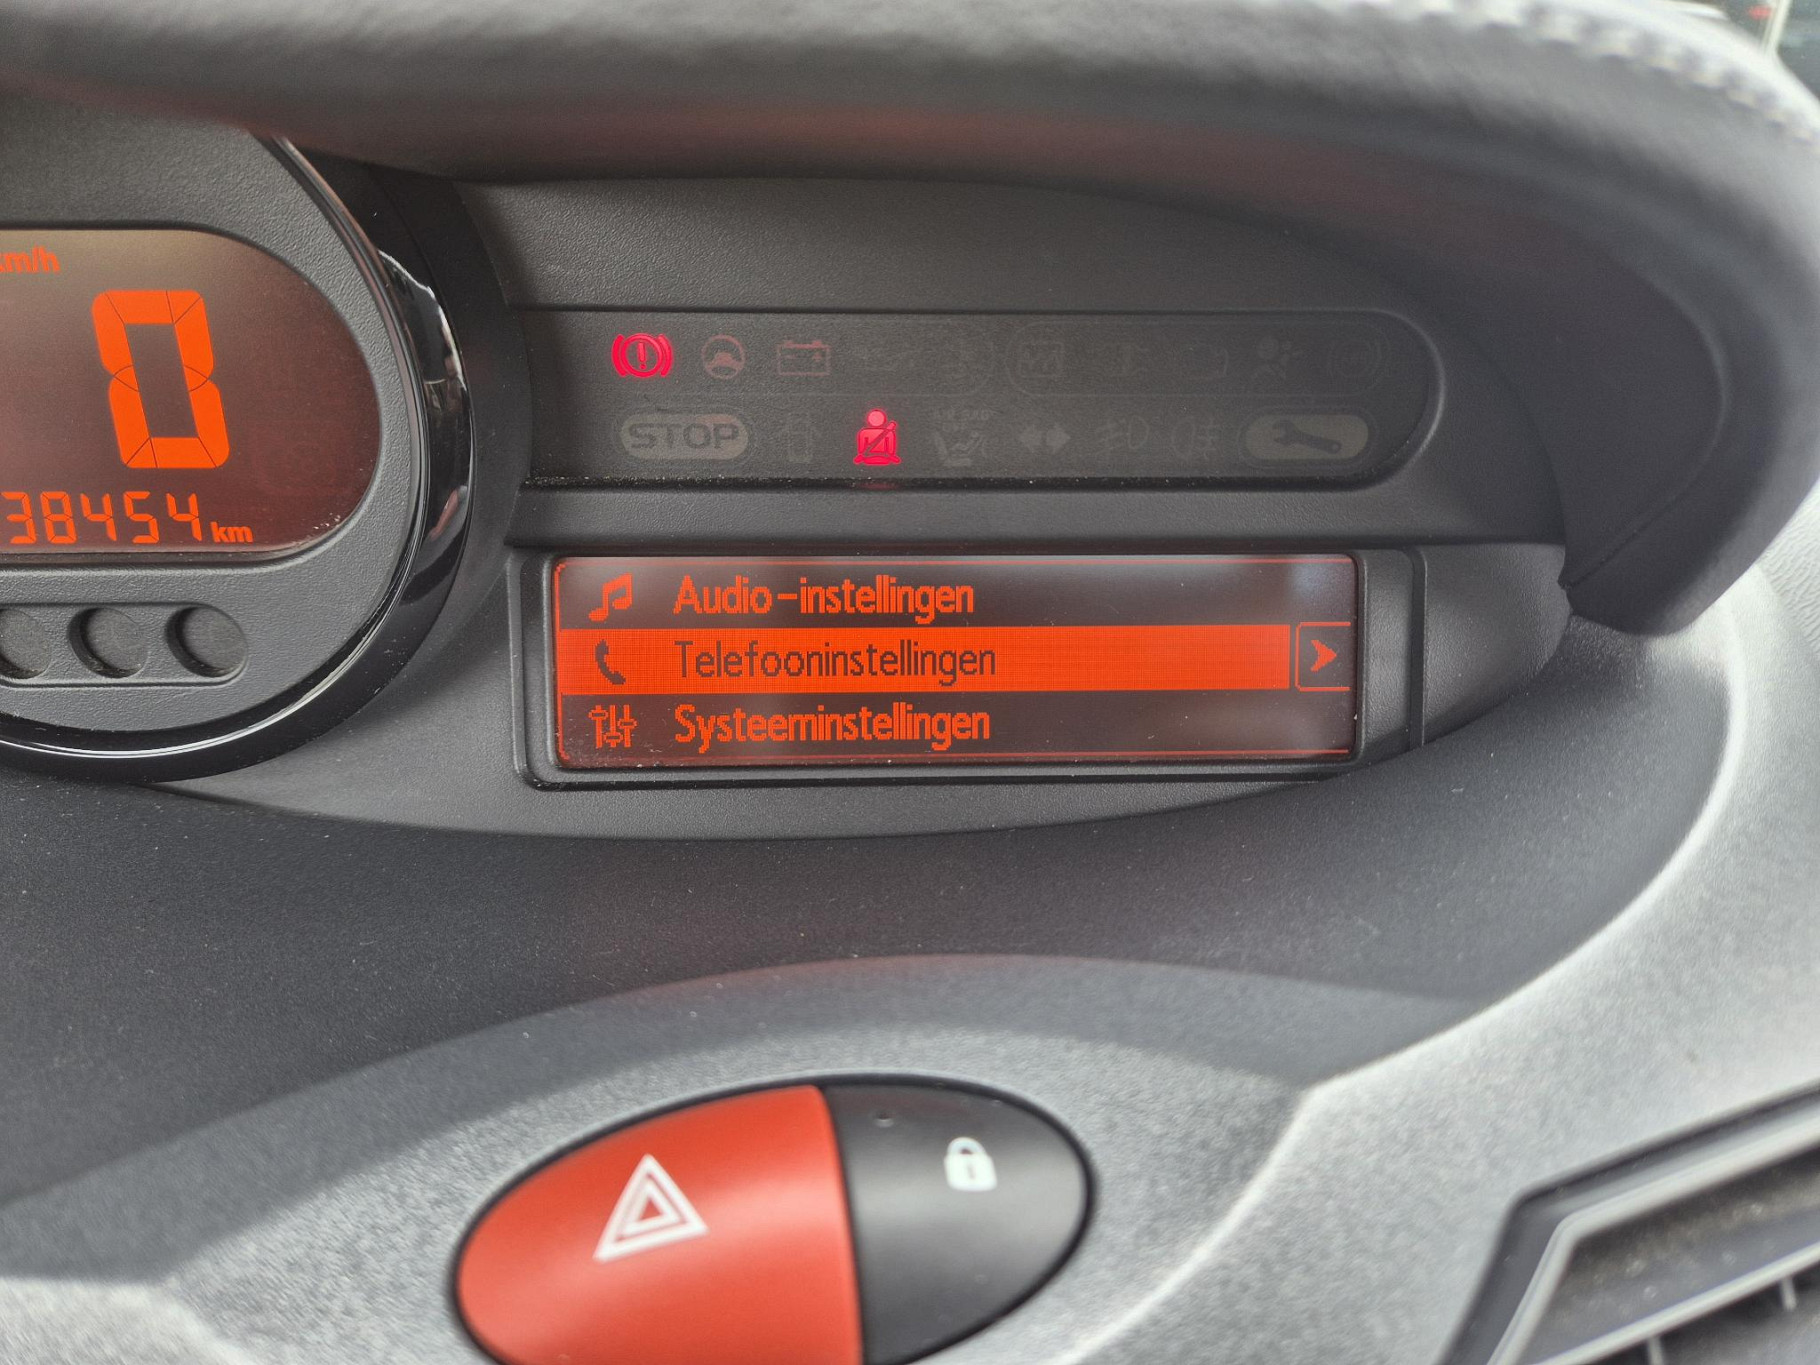 km/h
0
38454 km
STOP
Audio-instellingen
Telefooninstellingen
Systeeminstellingen